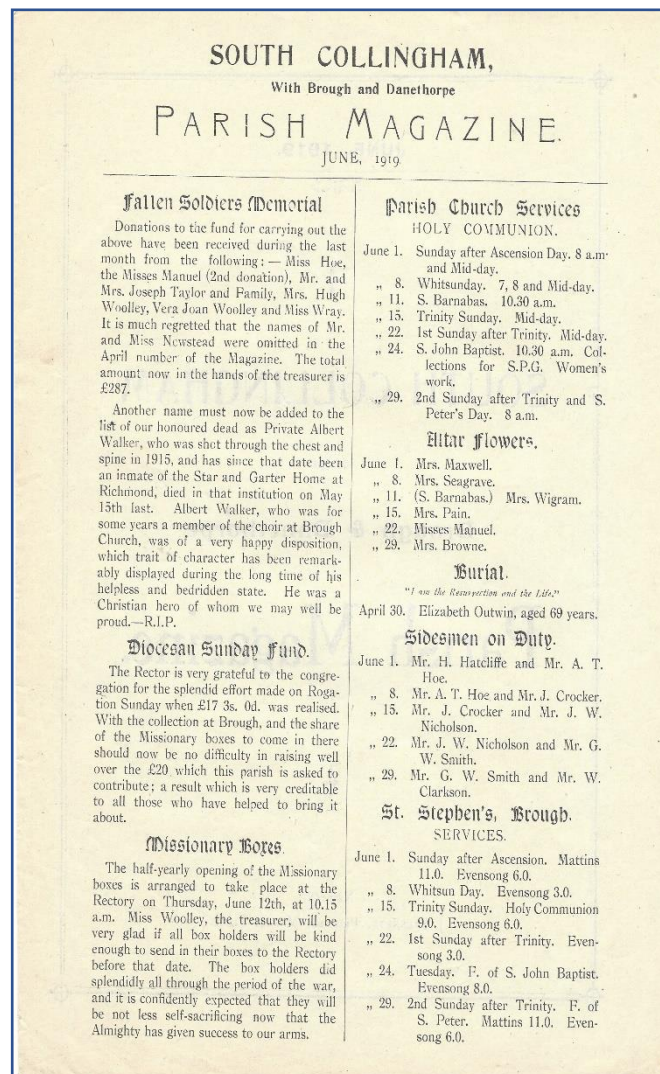 SOUTH COLLINGHAM,
With Brough and Danethorpe
PARISH MAGAZINE.
JUNE, 1919.
Fallen Soldiers Memorial
Donations to the fund for carrying out the
above have been received during the last
month from the following: — Miss Hoe,
the Misses Manuel (2nd donation), Mr. and
Mrs. Joseph Taylor and Family, Mrs. Hugh
Woolley, Vera Joan Woolley and Miss Wray.
It is much regretted that the names of Mr.
and Miss Newstead were omitted in the
April number of the Magazine. The total
amount now in the hands of the treasurer is
£287.
Another name must now be added to the
list of our honoured dead as Private Albert
Walker, who was shot through the chest and
spine in 1915, and has since that date been
an inmate of the Star and Garter Home at
Richmond, died in that institution on May
15th last. Albert Walker, who was for
some years a member of the choir at Brough
Church, was of a very happy disposition,
which trait of character has been remark-
ably displayed during the long time of his
helpless and bedridden state. He was a
Christian hero of whom we may well be
proud.—R.I.P.
Diocesan Sunday Fund.
The Rector is very grateful to the congre-
gation for the splendid effort made on Roga-
tion Sunday when £17 3s. 0d. was realised.
With the collection at Brough, and the share
of the Missionary boxes to come in there
should now be no difficulty in raising well
over the £20 which this parish is asked to
contribute; a result which is very creditable
to all those who have helped to bring it
about.
Missionary Boxes.
The half-yearly opening of the Missionary
boxes is arranged to take place at the
Rectory on Thursday, June 12th, at 10.15
a.m. Miss Woolley, the treasurer, will be
very glad if all box holders will be kind
enough to send in their boxes to the Rectory
before that date. The box holders did
splendidly all through the period of the war,
and it is confidently expected that they will
be not less self-sacrificing now that the
Almighty has given success to our arms.
Parish Church Services
HOLY COMMUNION.
June 1. Sunday after Ascension Day. 8 a.m.
and Mid-day.
„ 8. Whitsunday. 7, 8 and Mid-day.
„ 11. S. Barnabas. 10.30 a.m.
„ 15. Trinity Sunday. Mid-day.
„ 22. 1st Sunday after Trinity. Mid-day.
„ 24. S. John Baptist. 10.30 a.m. Col-
lections for S.P.G. Women's
work.
„ 29. 2nd Sunday after Trinity and S.
Peter's Day. 8 a.m.
Altar Flowers.
June 1. Mrs. Maxwell.
„ 8. Mrs. Seagrave.
„ 11. (S. Barnabas.) Mrs. Wigram.
„ 15. Mrs. Pain.
„ 22. Misses Manuel.
„ 29. Mrs. Browne.
Burial.
"I am the Resurrection and the Life."
April 30. Elizabeth Outwin, aged 69 years.
Sidesmen on Duty.
June 1. Mr. H. Hatcliffe and Mr. A. T.
Hoe.
„ 8. Mr. A. T. Hoe and Mr. J. Crocker.
„ 15. Mr. J. Crocker and Mr. J. W.
Nicholson.
„ 22. Mr. J. W. Nicholson and Mr. G.
W. Smith.
„ 29. Mr. G. W. Smith and Mr. W.
Clarkson.
St. Stephen's, Brough.
SERVICES.
June 1. Sunday after Ascension. Mattins
11.0. Evensong 6.0.
„ 8. Whitsun Day. Evensong 3.0.
„ 15. Trinity Sunday. Holy Communion
9.0. Evensong 6.0.
„ 22. 1st Sunday after Trinity. Even-
song 3.0.
„ 24. Tuesday. F. of S. John Baptist.
Evensong 8.0.
„ 29. 2nd Sunday after Trinity. F. of
S. Peter. Mattins 11.0. Even-
song 6.0.